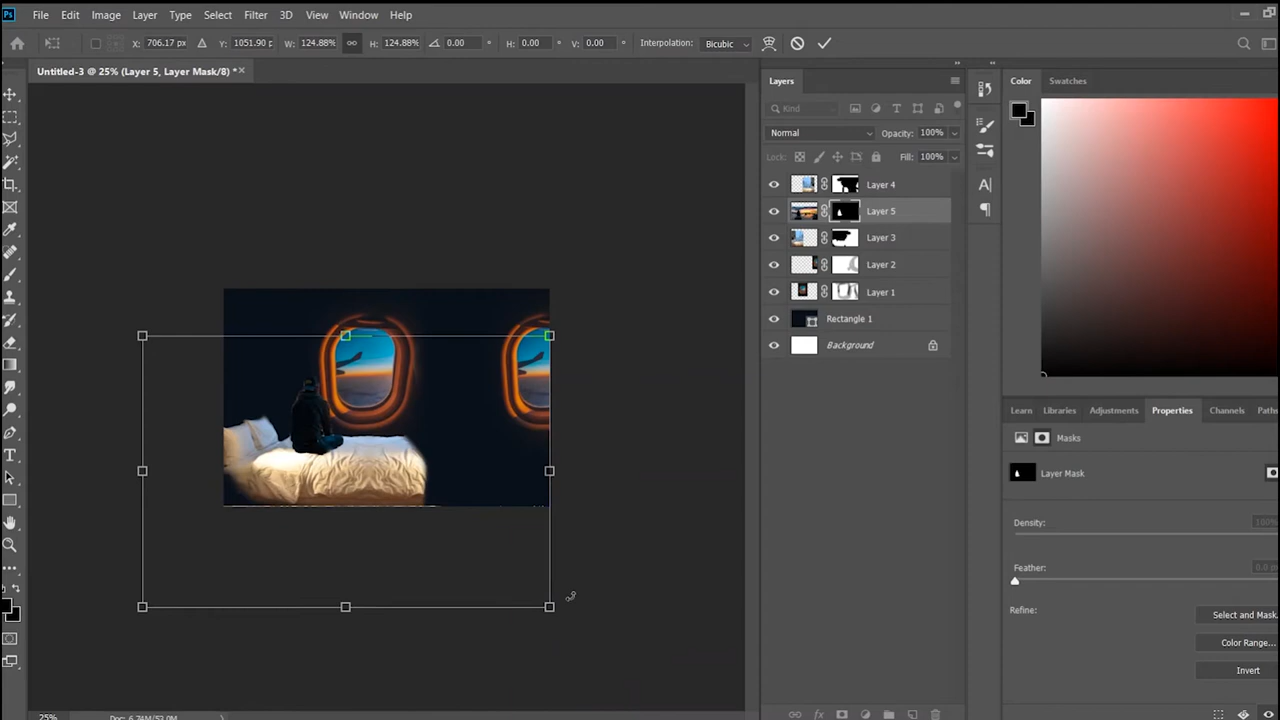 Ps File Edit Image Layer Type Select Filter 3D View Window Help
X: 706.17 px Y: 1051.90 p W: 124.88% H: 124.88% 0.00 ° H: 0.00 ° V: 0.00 ° Interpolation: Bicubic
Untitled-3 @ 25% (Layer 5, Layer Mask/8) *
Layers
Kind
Normal Opacity: 100%
Lock: Fill: 100%
Layer 4
Layer 5
Layer 3
Layer 2
Layer 1
Rectangle 1
Background
Color Swatches
Learn Libraries Adjustments Properties Channels Paths
Masks
Layer Mask
Density: 100%
Feather: 0.0 p
Refine:
Select and Mask.
Color Range...
Invert
25% Doc: 6.74M/52.0M